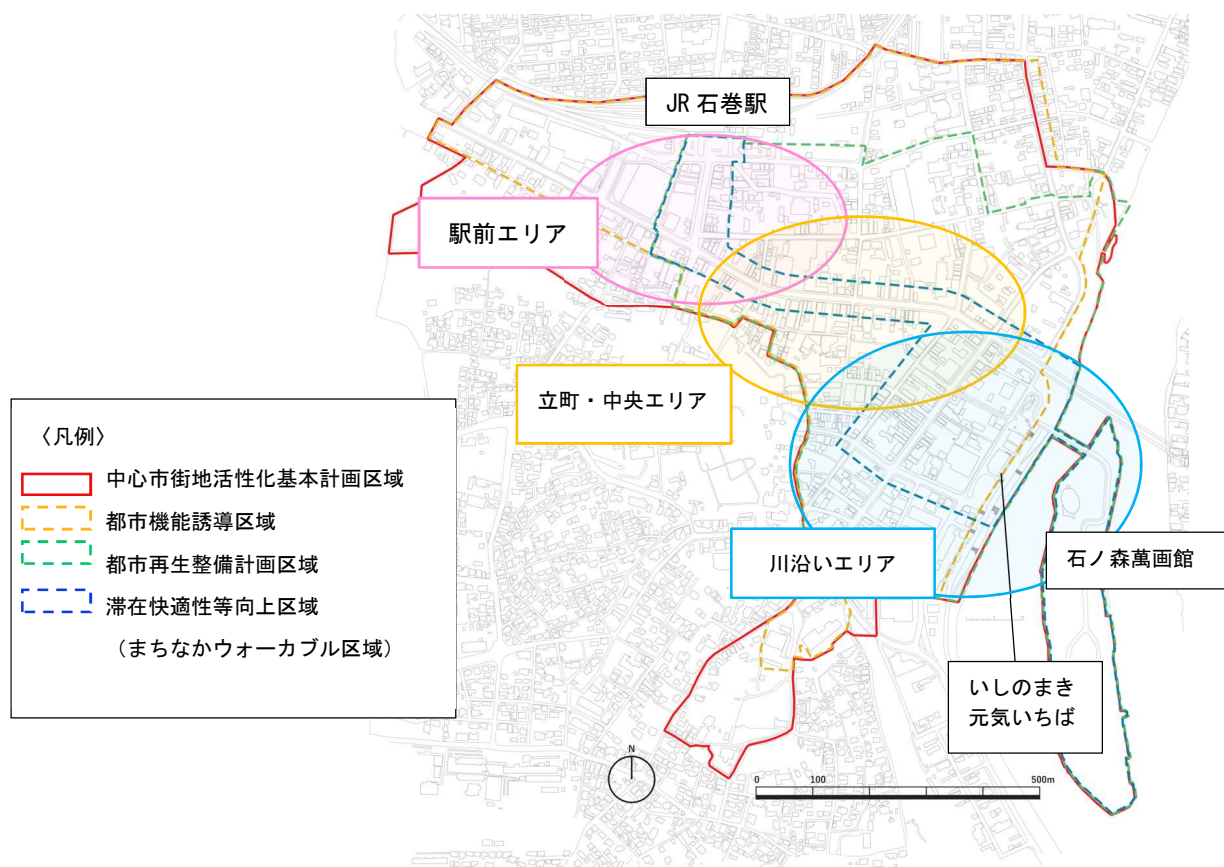 JR 石巻駅
駅前エリア
立町・中央エリア
〈凡例〉
中心市街地活性化基本計画区域
都市機能誘導区域
都市再生整備計画区域
滞在快適性等向上区域
（まちなかウォーカブル区域）
川沿いエリア
石ノ森萬画館
いしのまき
元気いちば
N
0 100 500m